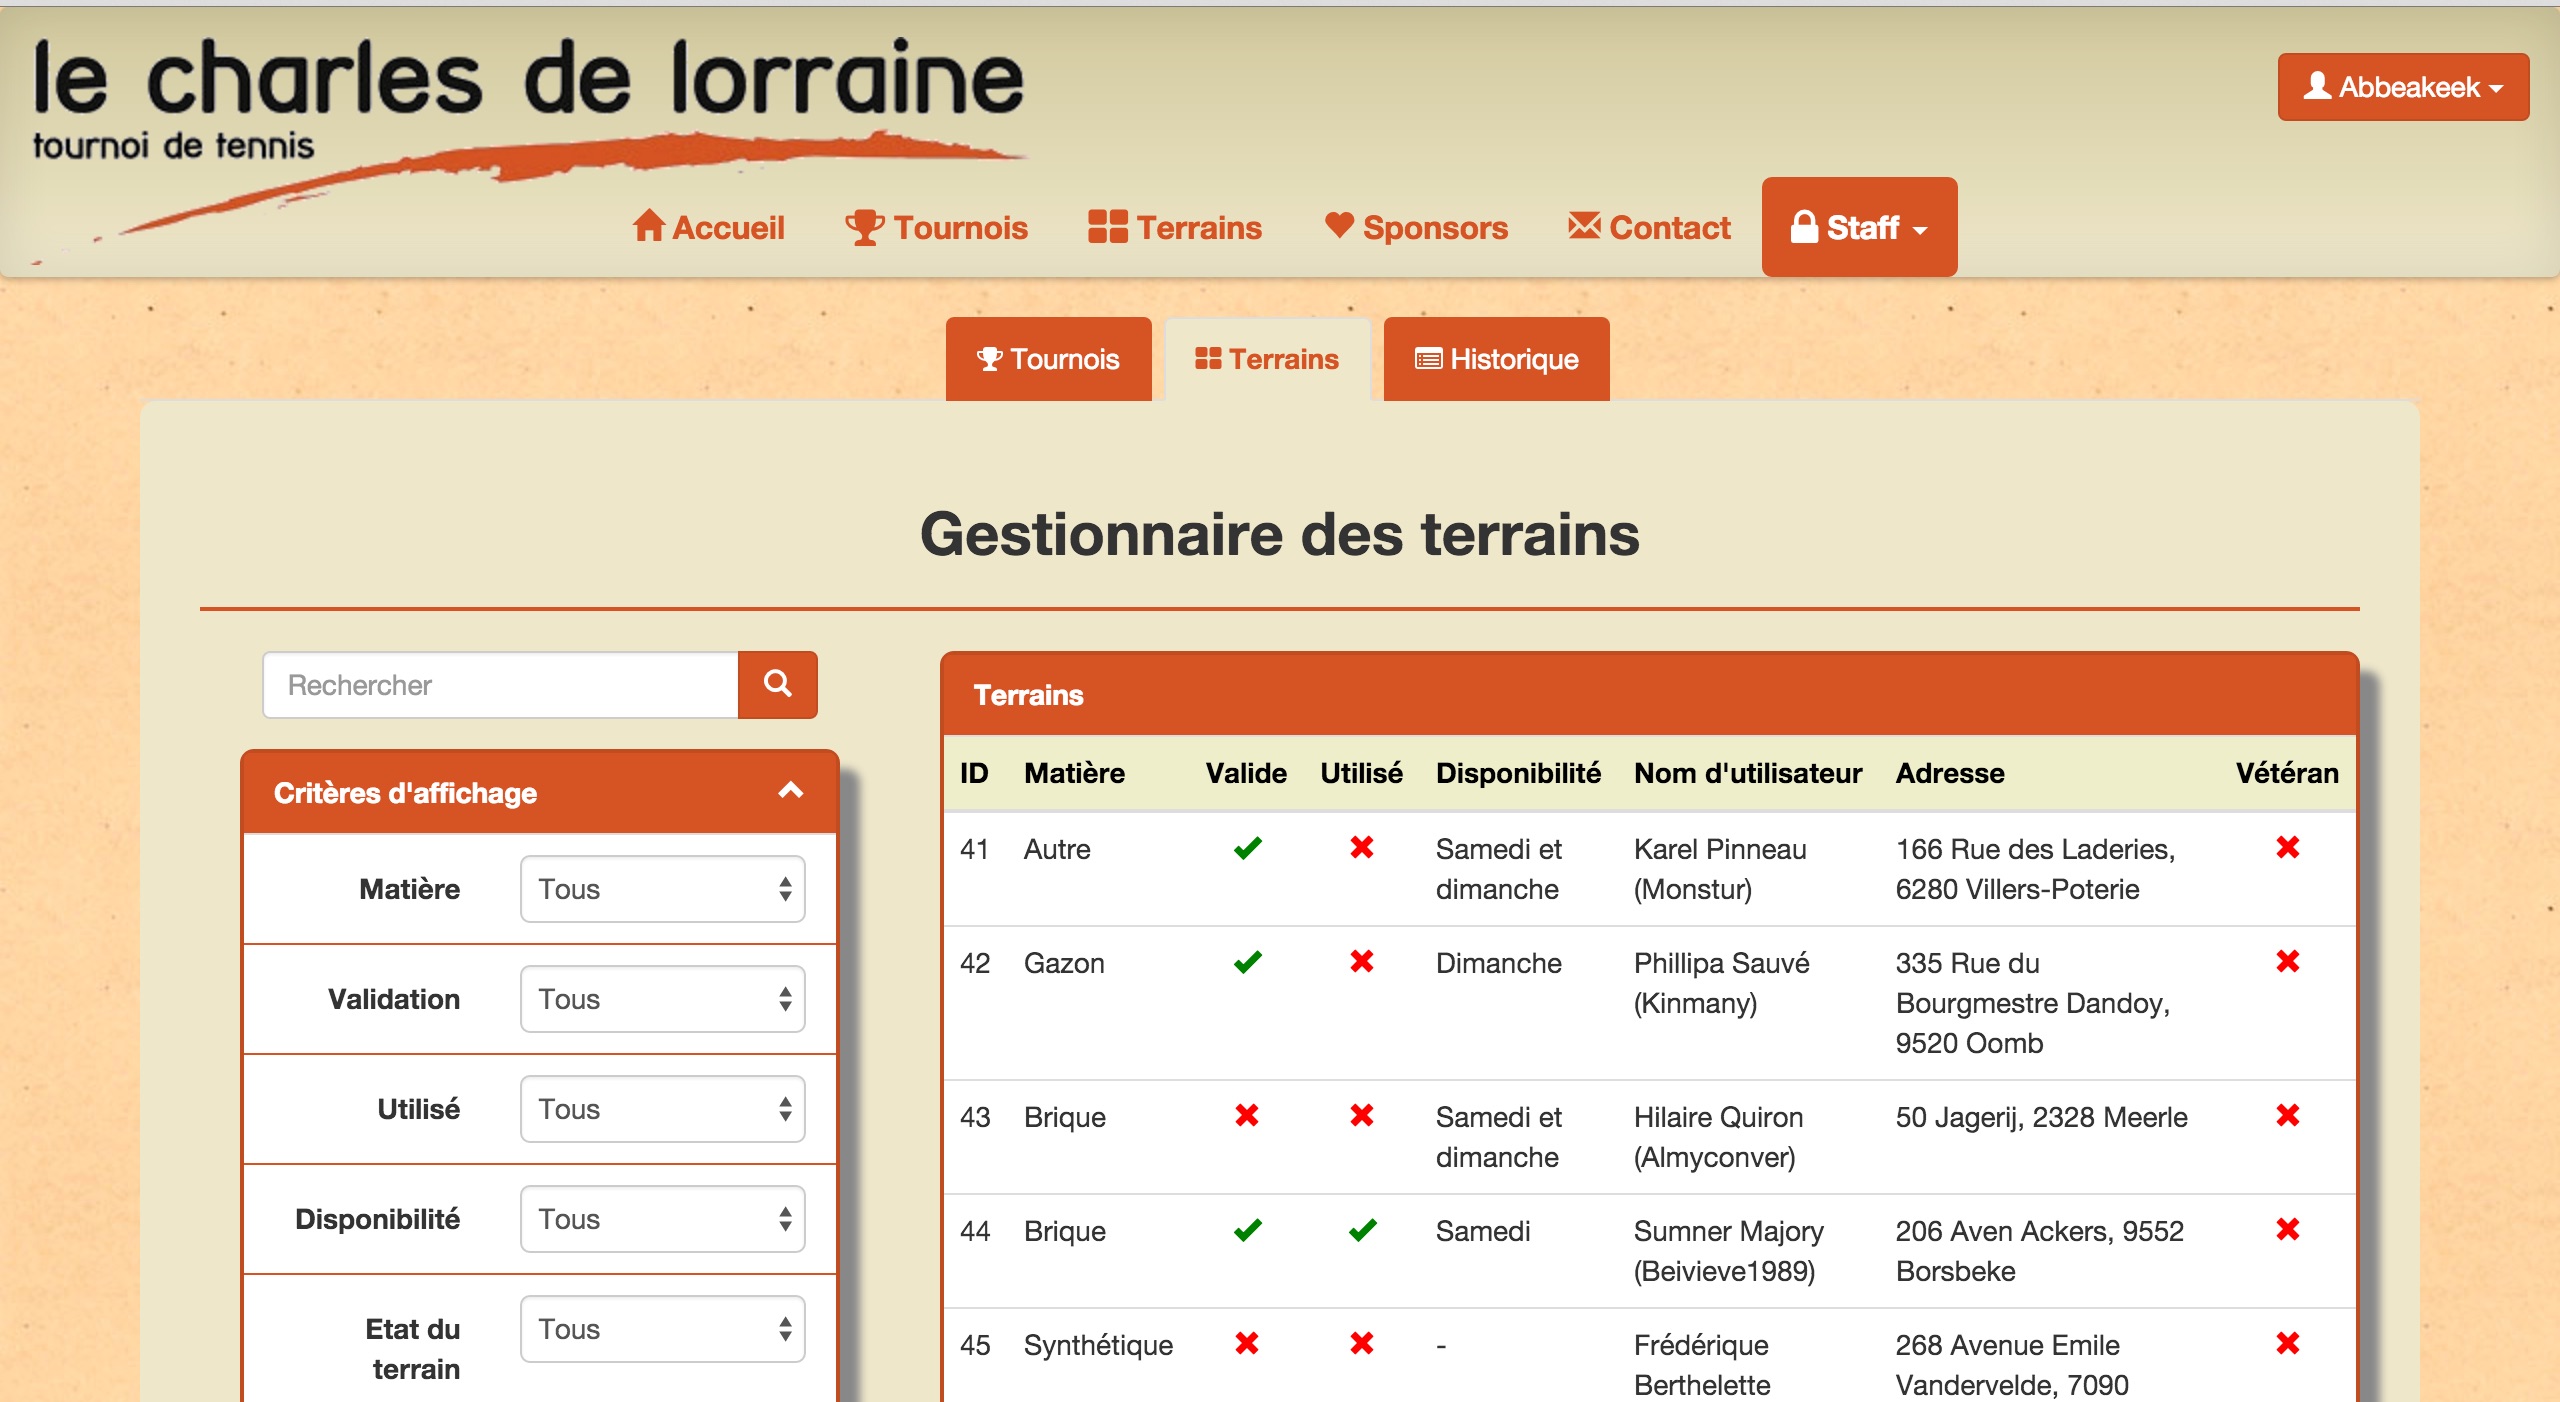 le charles de lorraine
tournoi de tennis
Abbeakeek
Accueil Tournois Terrains Sponsors Contact Staff
Tournois Terrains Historique
Gestionnaire des terrains
Rechercher
Critères d'affichage
Matière Tous
Validation Tous
Utilisé Tous
Disponibilité Tous
Etat du Tous
terrain
Terrains
ID Matière Valide Utilisé Disponibilité Nom d'utilisateur Adresse Vétéran
41 Autre Samedi et Karel Pinneau 166 Rue des Laderies,
dimanche (Monstur) 6280 Villers-Poterie
42 Gazon Dimanche Phillipa Sauvé 335 Rue du
(Kinmany) Bourgmestre Dandoy,
9520 Oomb
43 Brique Samedi et Hilaire Quiron 50 Jagerij, 2328 Meerle
dimanche (Almyconver)
44 Brique Samedi Sumner Majory 206 Aven Ackers, 9552
(Beivieve1989) Borsbeke
45 Synthétique - Frédérique 268 Avenue Emile
Berthelette Vandervelde, 7090